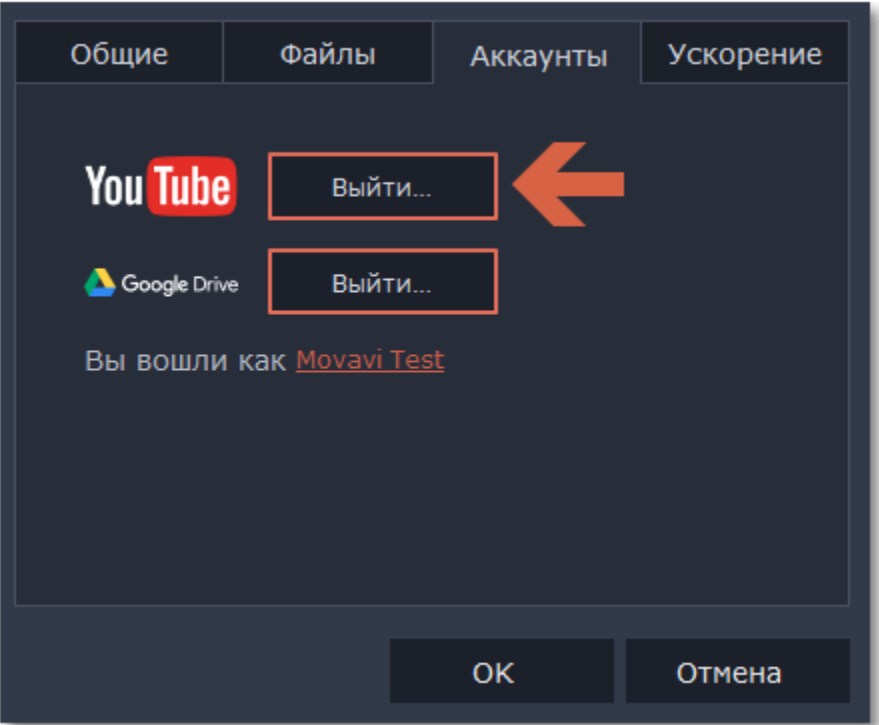 Общие Файлы Аккаунты Ускорение
YouTube Выйти...
Google Drive Выйти...
Вы вошли как Movavi Test
OK Отмена